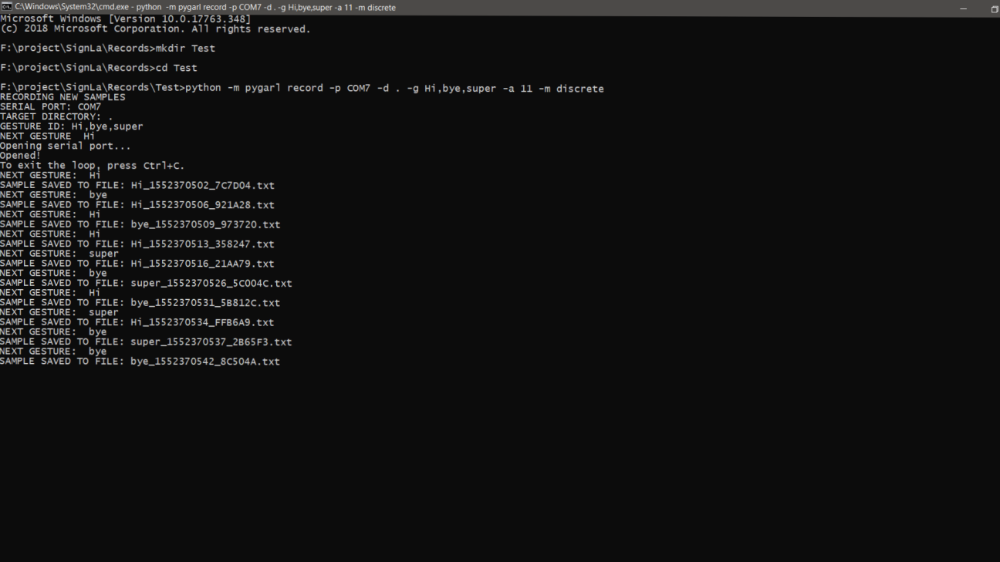 C:\Windows\System32\cmd.exe - python -m pygarl record -p COM7 -d . -g Hi,bye,super -a 11 -m discrete
Microsoft Windows [Version 10.0.17763.348]
(c) 2018 Microsoft Corporation. All rights reserved.
F:\project\SignLa\Records>mkdir Test
F:\project\SignLa\Records>cd Test
F:\project\SignLa\Records\Test>python -m pygarl record -p COM7 -d . -g Hi,bye,super -a 11 -m discrete
RECORDING NEW SAMPLES
SERIAL PORT: COM7
TARGET DIRECTORY: .
GESTURE ID: Hi,bye,super
NEXT GESTURE  Hi
Opening serial port...
Opened!
To exit the loop, press Ctrl+C.
NEXT GESTURE:  Hi
SAMPLE SAVED TO FILE: Hi_1552370502_7C7D04.txt
NEXT GESTURE:  bye
SAMPLE SAVED TO FILE: Hi_1552370506_921A28.txt
NEXT GESTURE:  Hi
SAMPLE SAVED TO FILE: bye_1552370509_973720.txt
NEXT GESTURE:  Hi
SAMPLE SAVED TO FILE: Hi_1552370513_358247.txt
NEXT GESTURE:  super
SAMPLE SAVED TO FILE: Hi_1552370516_21AA79.txt
NEXT GESTURE:  bye
SAMPLE SAVED TO FILE: super_1552370526_5C004C.txt
NEXT GESTURE:  Hi
SAMPLE SAVED TO FILE: bye_1552370531_5B812C.txt
NEXT GESTURE:  super
SAMPLE SAVED TO FILE: Hi_1552370534_FFB6A9.txt
NEXT GESTURE:  bye
SAMPLE SAVED TO FILE: super_1552370537_2B65F3.txt
NEXT GESTURE:  bye
SAMPLE SAVED TO FILE: bye_1552370542_8C504A.txt